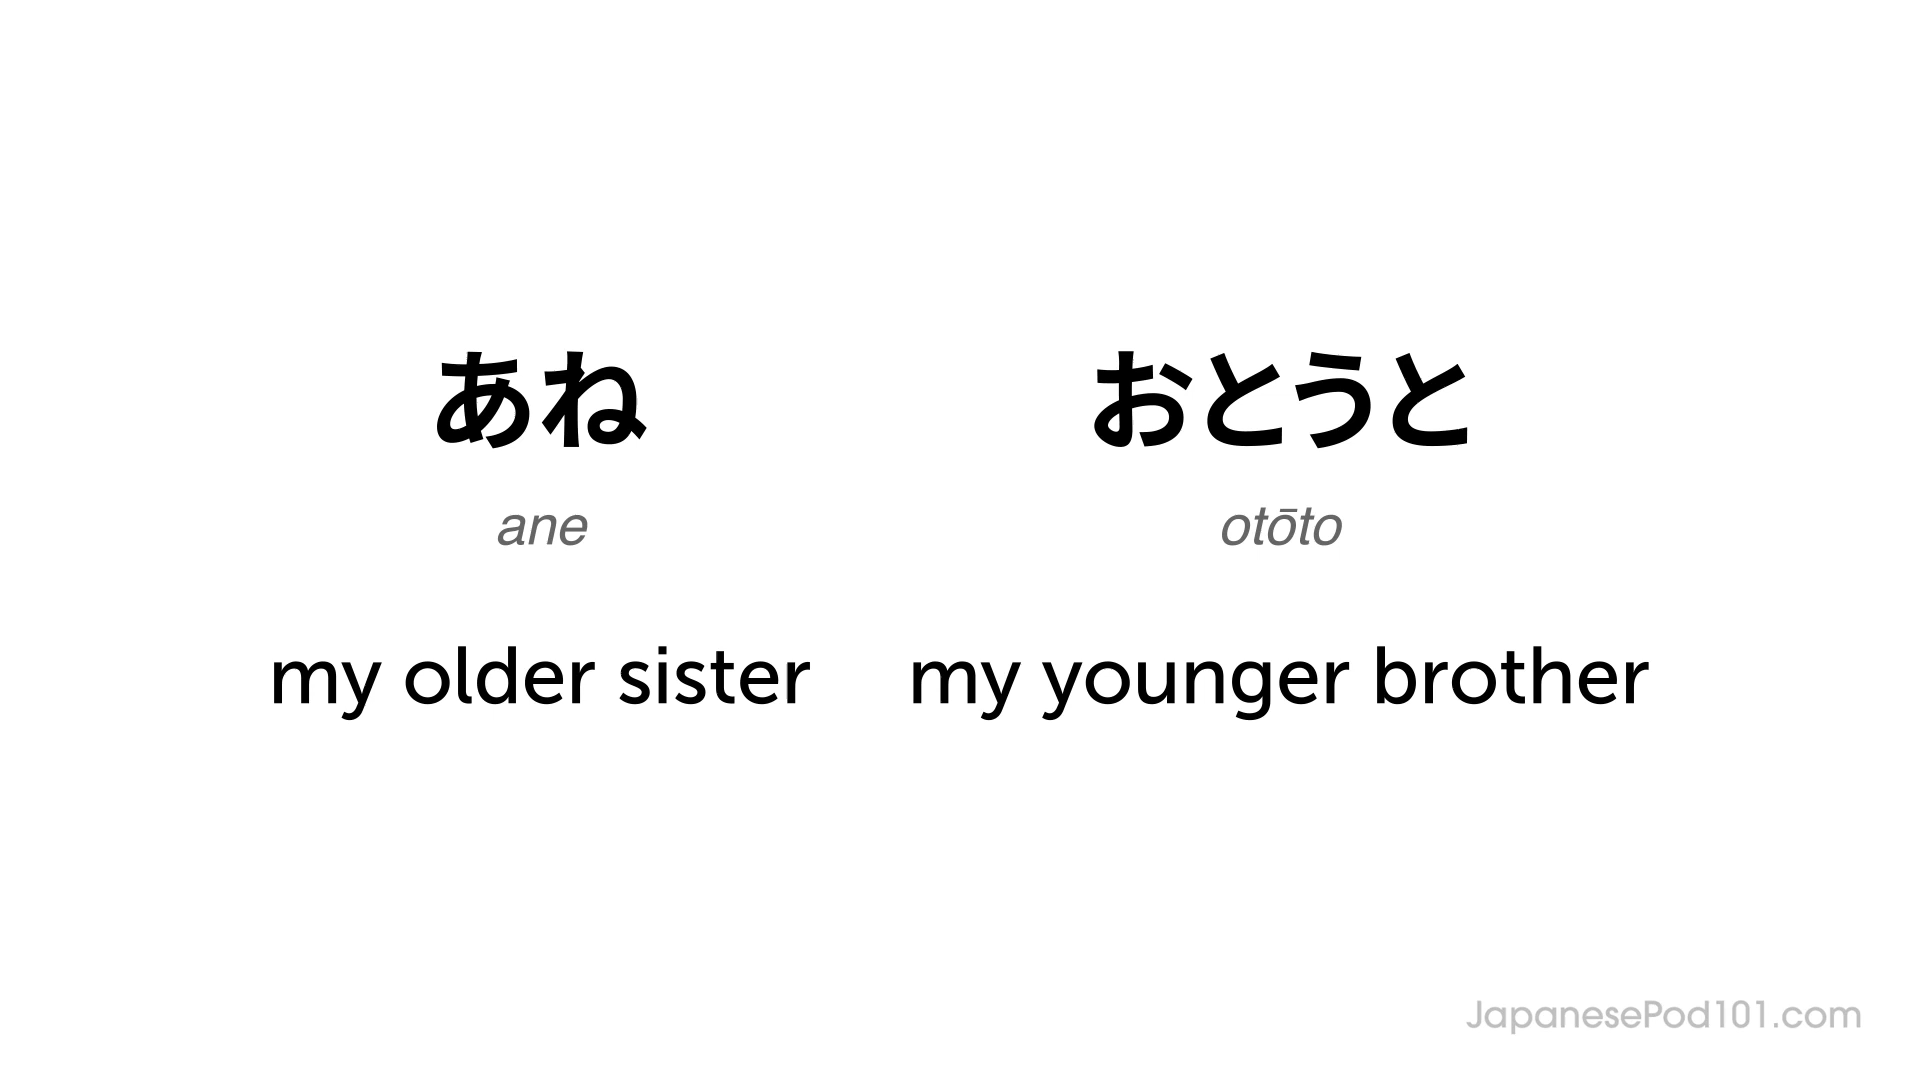 あね おとうと
ane otōto
my older sister my younger brother
JapanesePod101.com